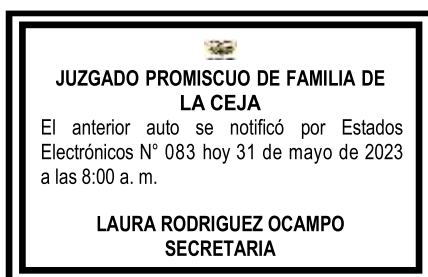 JUZGADO PROMISCUO DE FAMILIA DE
LA CEJA
El anterior auto se notificó por Estados
Electrónicos N° 083 hoy 31 de mayo de 2023
a las 8:00 a. m.
LAURA RODRIGUEZ OCAMPO
SECRETARIA